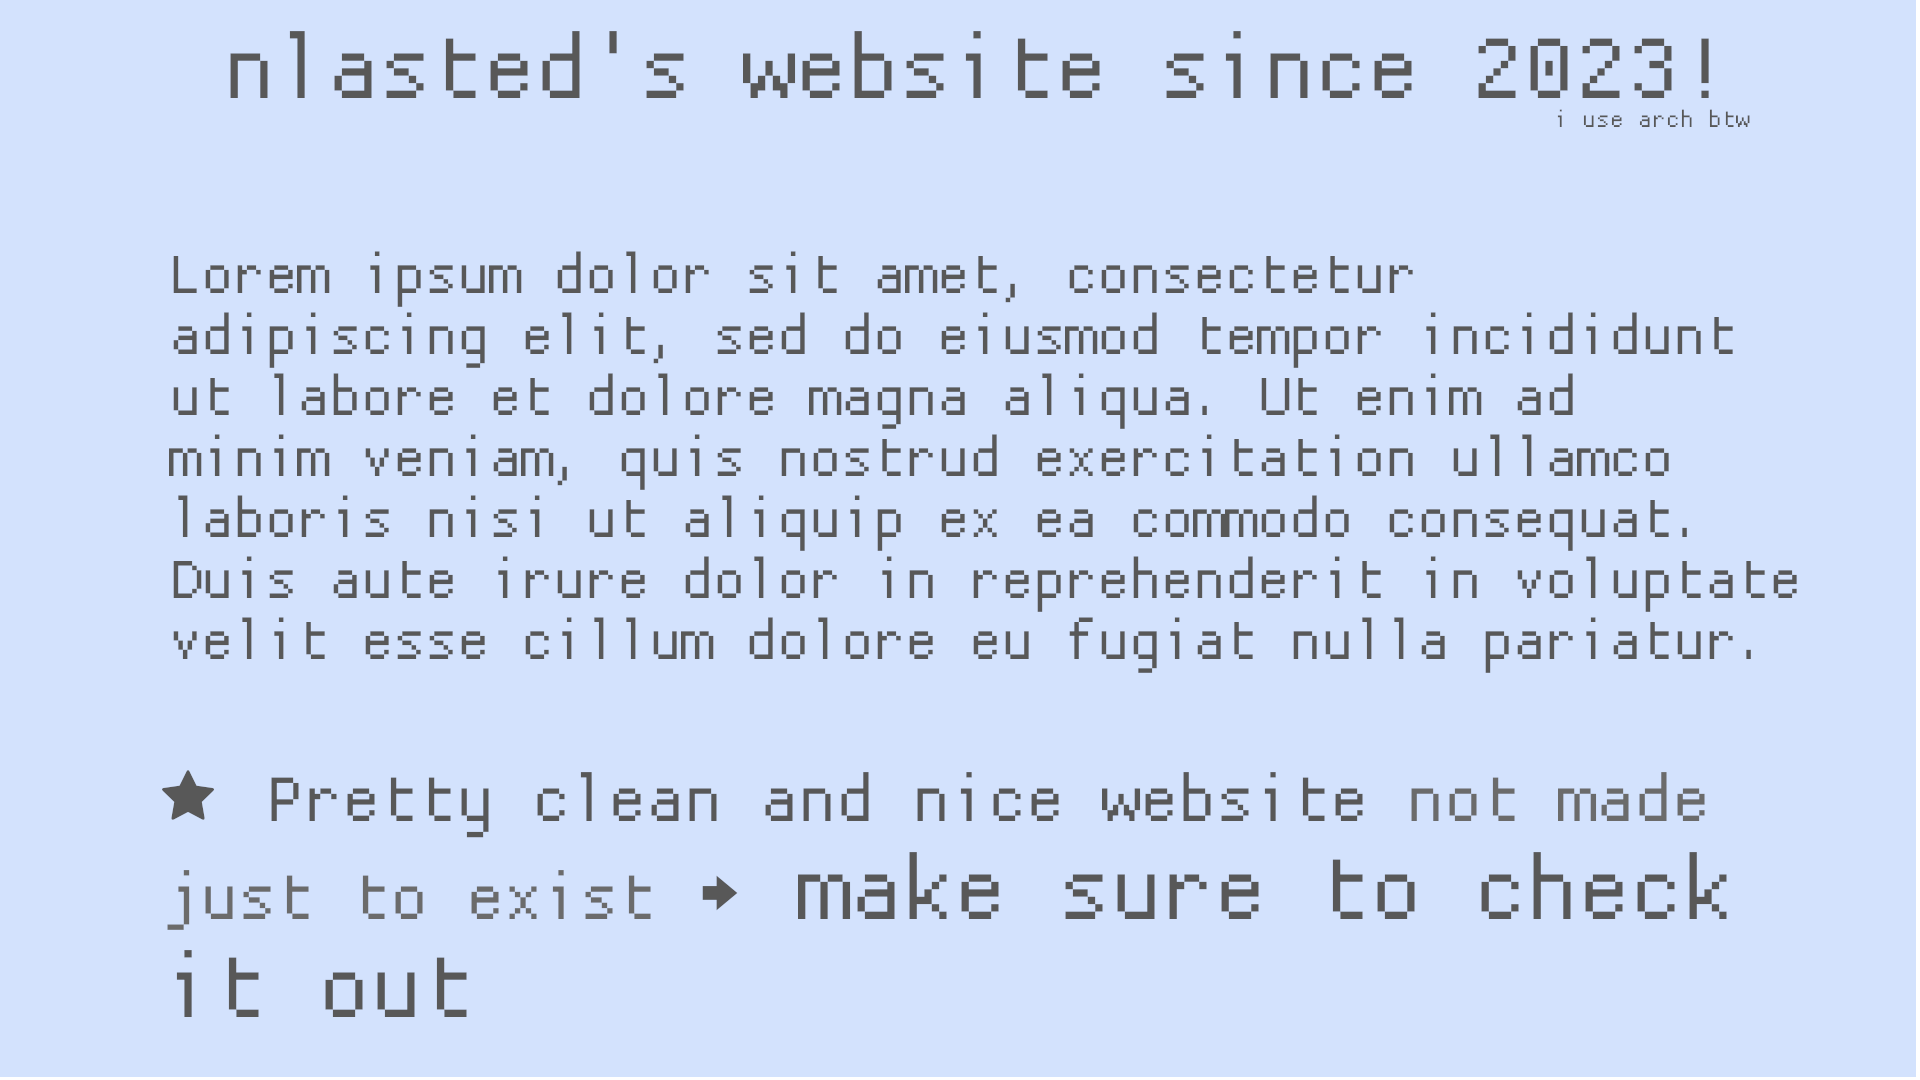 nlasted's website since 2023!
i use arch btw
Lorem ipsum dolor sit amet, consectetur
adipiscing elit, sed do eiusmod tempor incididunt
ut labore et dolore magna aliqua. Ut enim ad
minim veniam, quis nostrud exercitation ullamco
laboris nisi ut aliquip ex ea commodo consequat.
Duis aute irure dolor in reprehenderit in voluptate
velit esse cillum dolore eu fugiat nulla pariatur.
★ Pretty clean and nice website not made
just to exist 🡆 make sure to check
it out